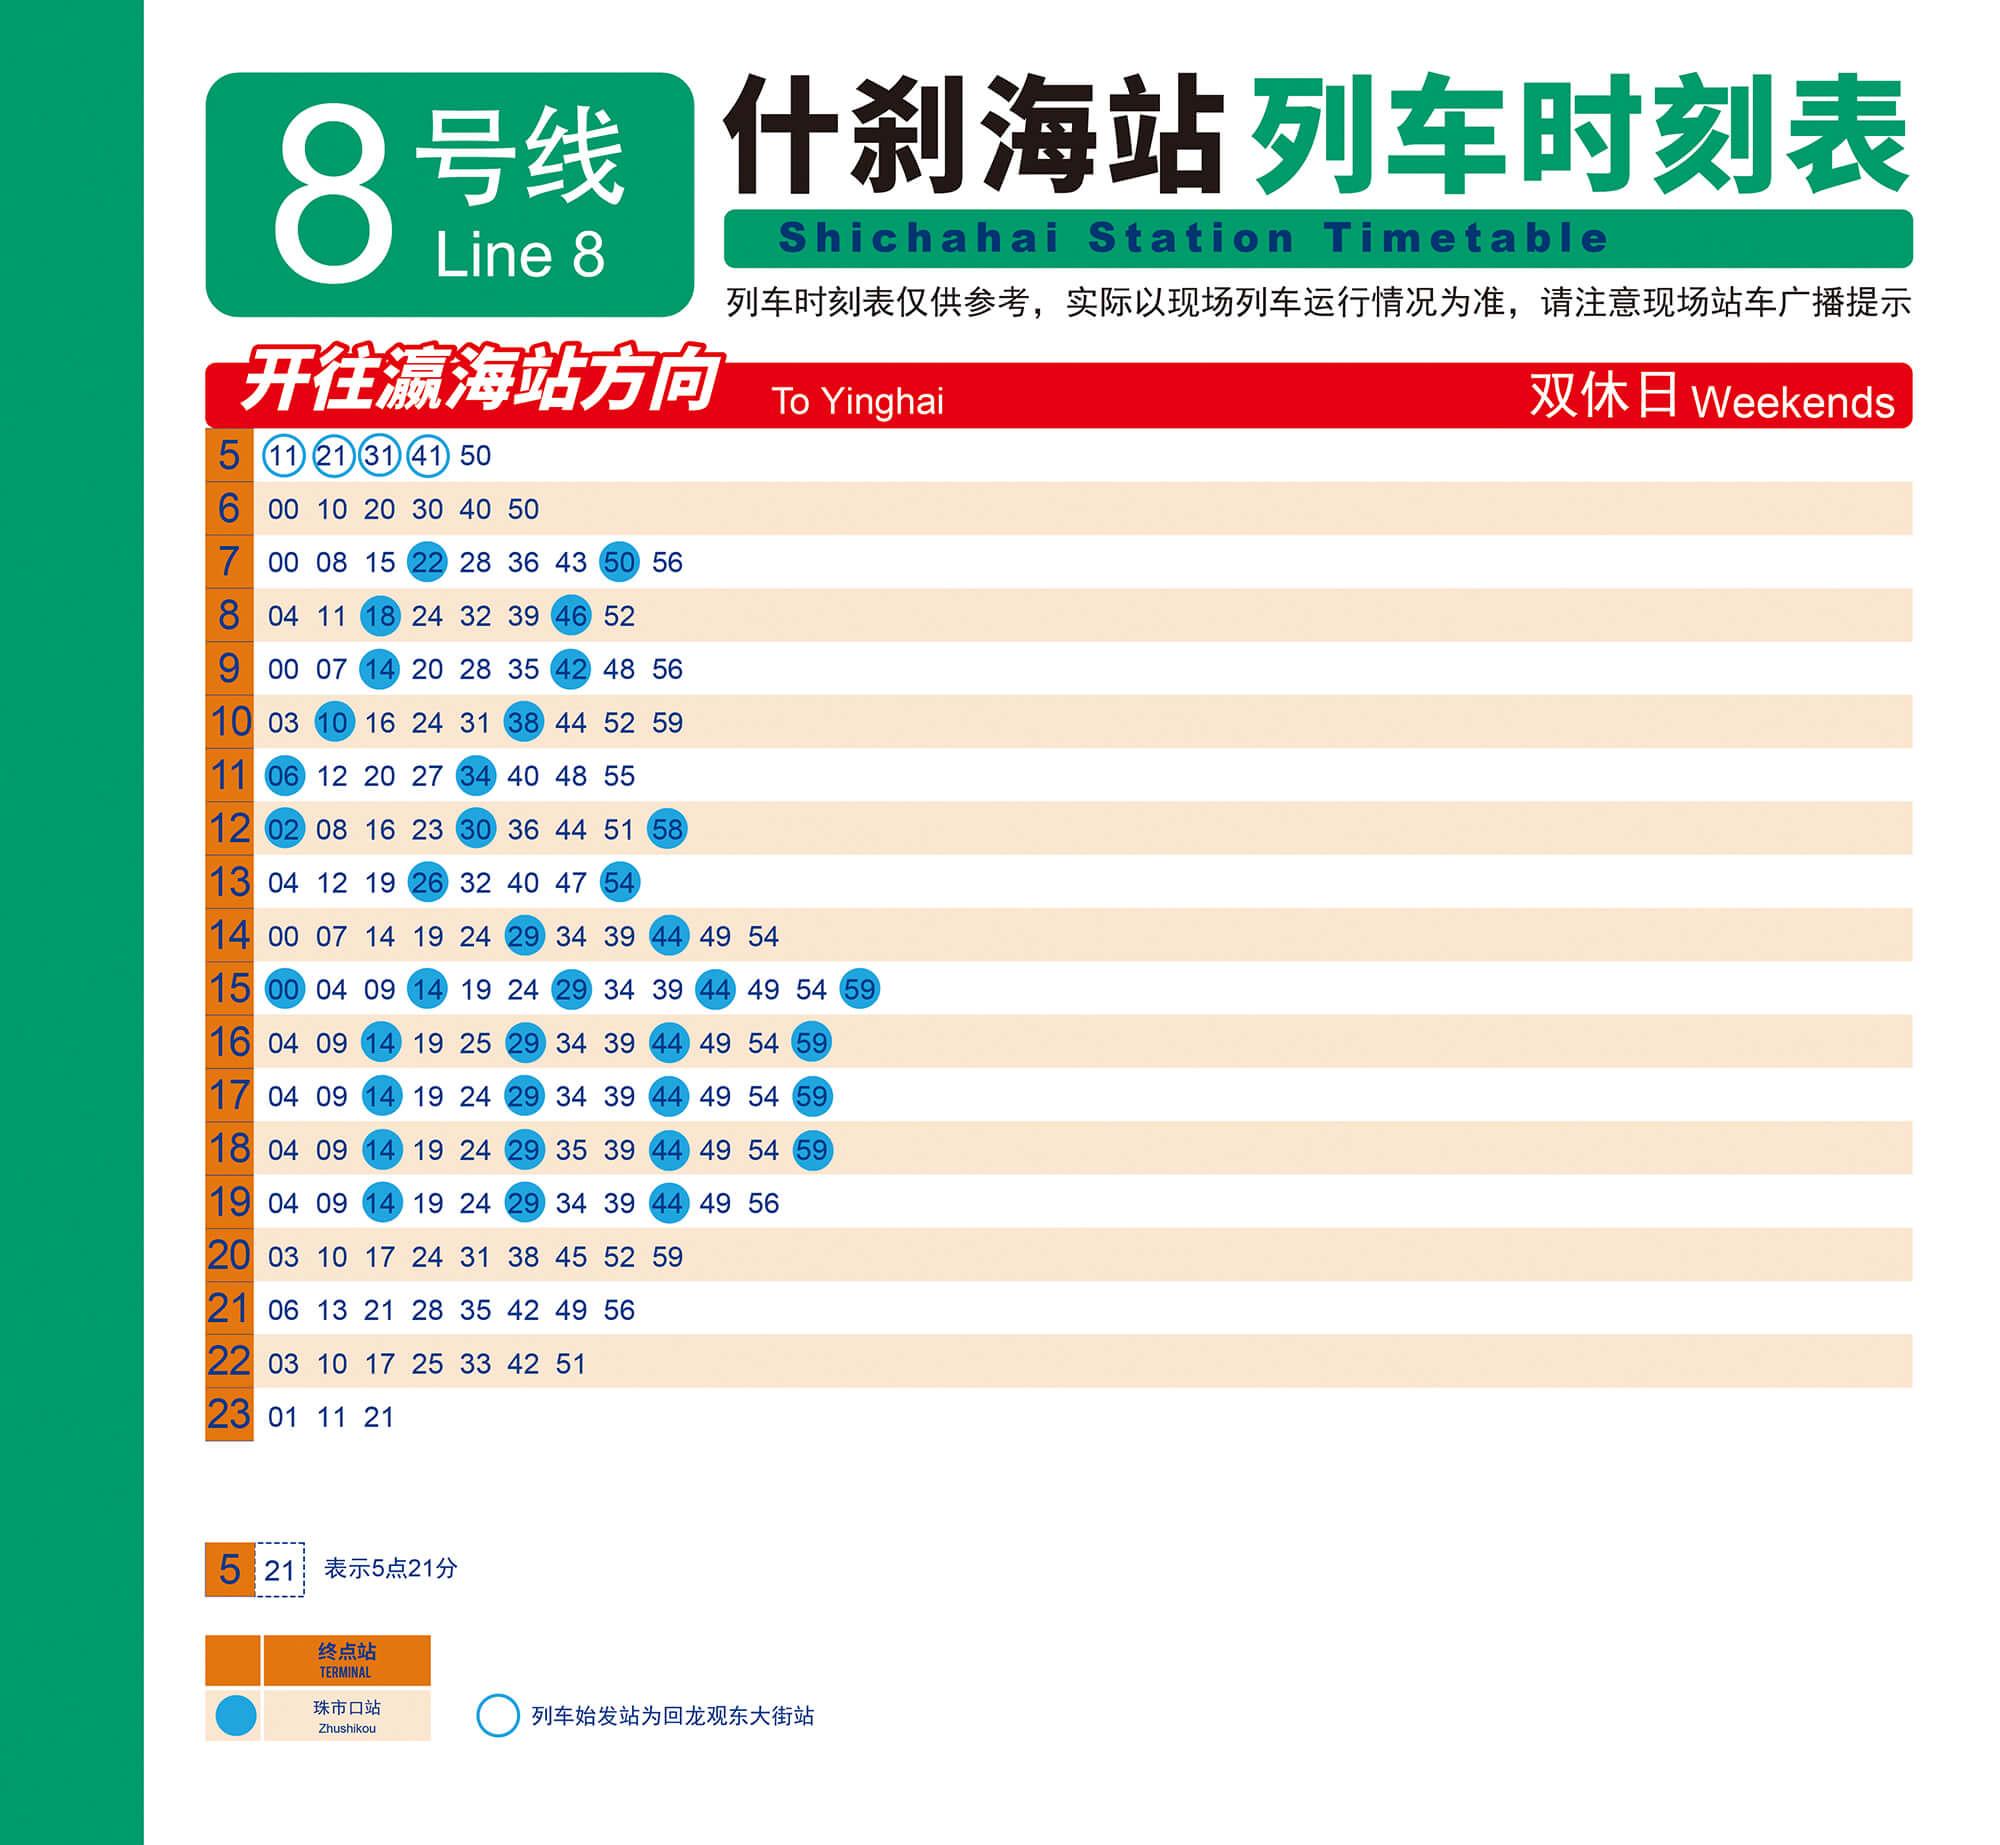 8号线
Line 8
什刹海站列车时刻表
Shichahai Station Timetable
列车时刻表仅供参考，实际以现场列车运行情况为准，请注意现场站车广播提示
开往瀛海站方向 To Yinghai 双休日 Weekends
5 11 21 31 41 50
6 00 10 20 30 40 50
7 00 08 15 22 28 36 43 50 56
8 04 11 18 24 32 39 46 52
9 00 07 14 20 28 35 42 48 56
10 03 10 16 24 31 38 44 52 59
11 06 12 20 27 34 40 48 55
12 02 08 16 23 30 36 44 51 58
13 04 12 19 26 32 40 47 54
14 00 07 14 19 24 29 34 39 44 49 54
15 00 04 09 14 19 24 29 34 39 44 49 54 59
16 04 09 14 19 25 29 34 39 44 49 54 59
17 04 09 14 19 24 29 34 39 44 49 54 59
18 04 09 14 19 24 29 35 39 44 49 54 59
19 04 09 14 19 24 29 34 39 44 49 56
20 03 10 17 24 31 38 45 52 59
21 06 13 21 28 35 42 49 56
22 03 10 17 25 33 42 51
23 01 11 21
5 21 表示5点21分
终点站
TERMINAL
珠市口站
Zhushikou
列车始发站为回龙观东大街站